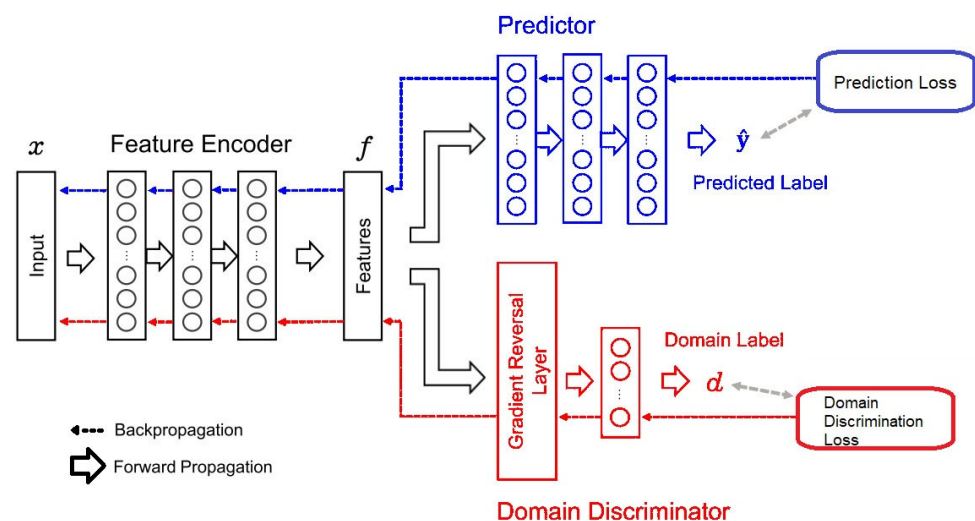 Predictor
Prediction Loss
x
Feature Encoder
f
ŷ
Predicted Label
Input
Features
Gradient Reversal
Layer
Domain Label
d
Domain
Discrimination
Loss
Backpropagation
Forward Propagation
Domain Discriminator